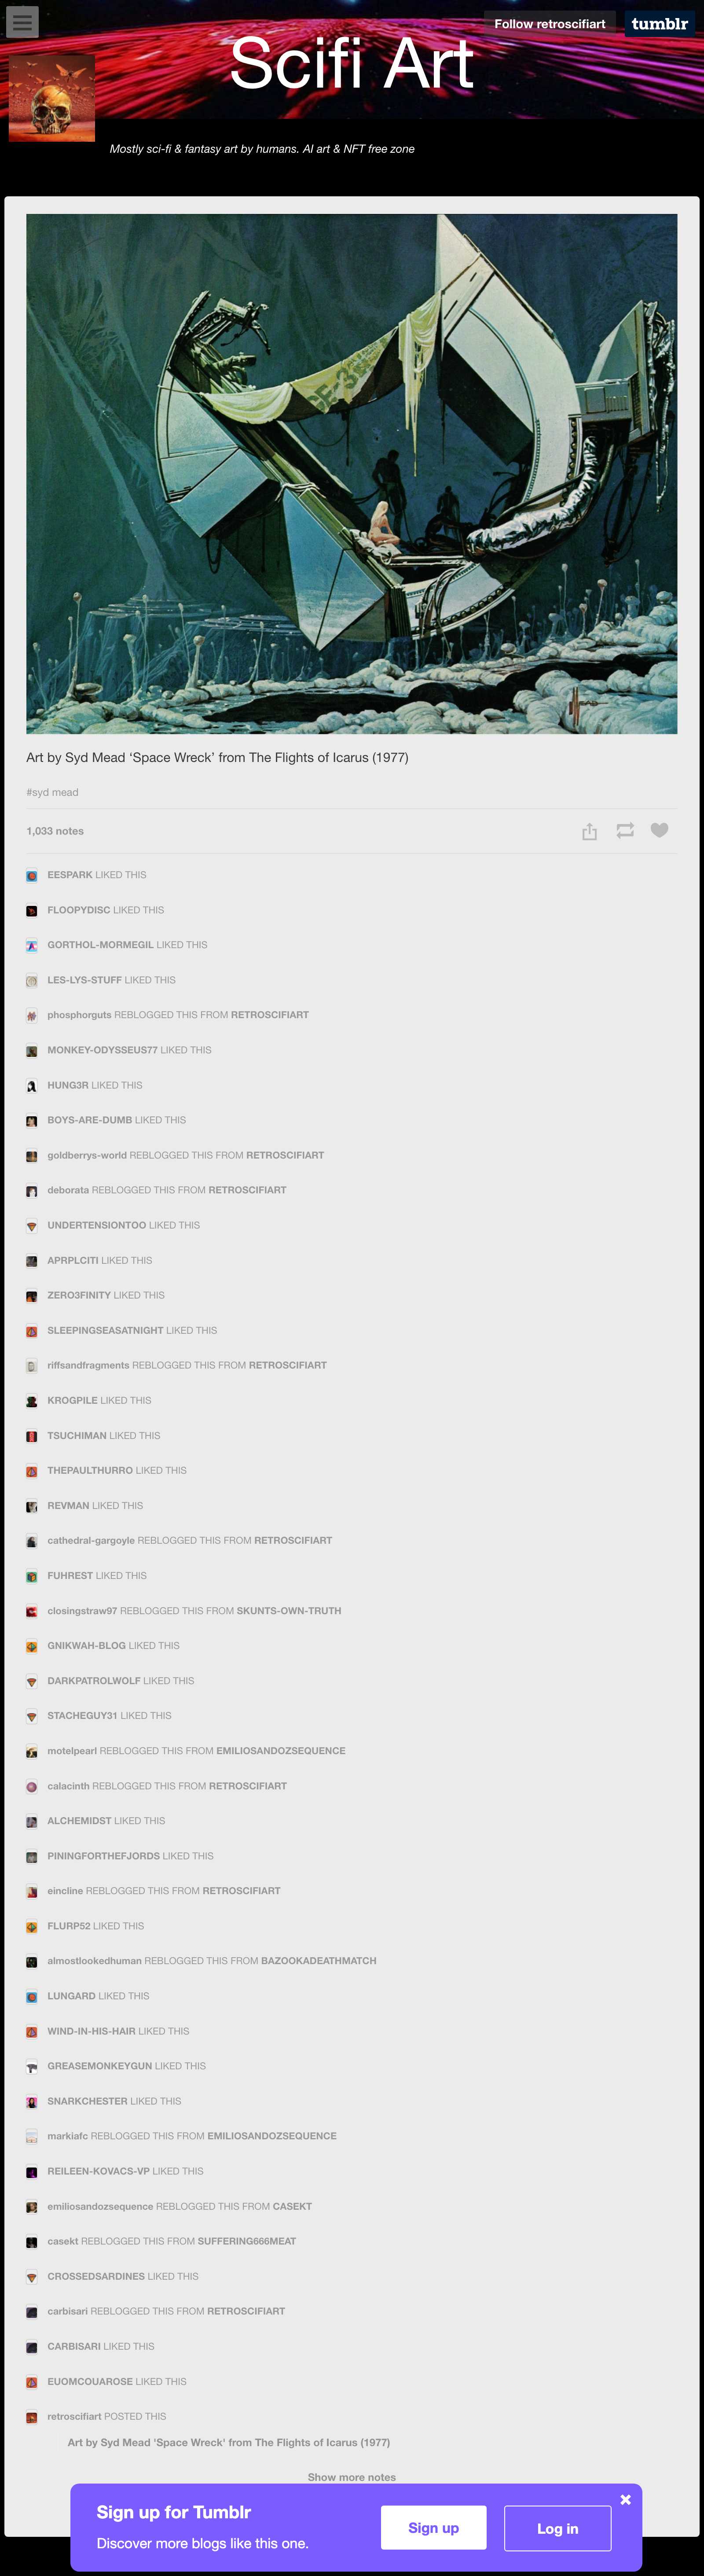 Follow retroscifiart
tumblr
Scifi Art
Mostly sci-fi & fantasy art by humans. AI art & NFT free zone
MEAD
Art by Syd Mead ‘Space Wreck’ from The Flights of Icarus (1977)
#syd mead
1,033 notes
EESPARK LIKED THIS
FLOOPYDISC LIKED THIS
GORTHOL-MORMEGIL LIKED THIS
LES-LYS-STUFF LIKED THIS
phosphorguts REBLOGGED THIS FROM RETROSCIFIART
MONKEY-ODYSSEUS77 LIKED THIS
HUNG3R LIKED THIS
BOYS-ARE-DUMB LIKED THIS
goldberrys-world REBLOGGED THIS FROM RETROSCIFIART
deborata REBLOGGED THIS FROM RETROSCIFIART
UNDERTENSIONTOO LIKED THIS
APRPLCITI LIKED THIS
ZERO3FINITY LIKED THIS
SLEEPINGSEASATNIGHT LIKED THIS
riffsandfragments REBLOGGED THIS FROM RETROSCIFIART
KROGPILE LIKED THIS
TSUCHIMAN LIKED THIS
THEPAULTHURRO LIKED THIS
REVMAN LIKED THIS
cathedral-gargoyle REBLOGGED THIS FROM RETROSCIFIART
FUHREST LIKED THIS
closingstraw97 REBLOGGED THIS FROM SKUNTS-OWN-TRUTH
GNIKWAH-BLOG LIKED THIS
DARKPATROLWOLF LIKED THIS
STACHEGUY31 LIKED THIS
motelpearl REBLOGGED THIS FROM EMILIOSANDOZSEQUENCE
calacinth REBLOGGED THIS FROM RETROSCIFIART
ALCHEMIDST LIKED THIS
PININGFORTHEFJORDS LIKED THIS
eincline REBLOGGED THIS FROM RETROSCIFIART
FLURP52 LIKED THIS
almostlookedhuman REBLOGGED THIS FROM BAZOOKADEATHMATCH
LUNGARD LIKED THIS
WIND-IN-HIS-HAIR LIKED THIS
GREASEMONKEYGUN LIKED THIS
SNARKCHESTER LIKED THIS
markiafc REBLOGGED THIS FROM EMILIOSANDOZSEQUENCE
REILEEN-KOVACS-VP LIKED THIS
emiliosandozsequence REBLOGGED THIS FROM CASEKT
casekt REBLOGGED THIS FROM SUFFERING666MEAT
CROSSEDSARDINES LIKED THIS
carbisari REBLOGGED THIS FROM RETROSCIFIART
CARBISARI LIKED THIS
EUOMCOUAROSE LIKED THIS
retroscifiart POSTED THIS
Art by Syd Mead 'Space Wreck' from The Flights of Icarus (1977)
Show more notes
Sign up for Tumblr
Discover more blogs like this one.
Sign up
Log in